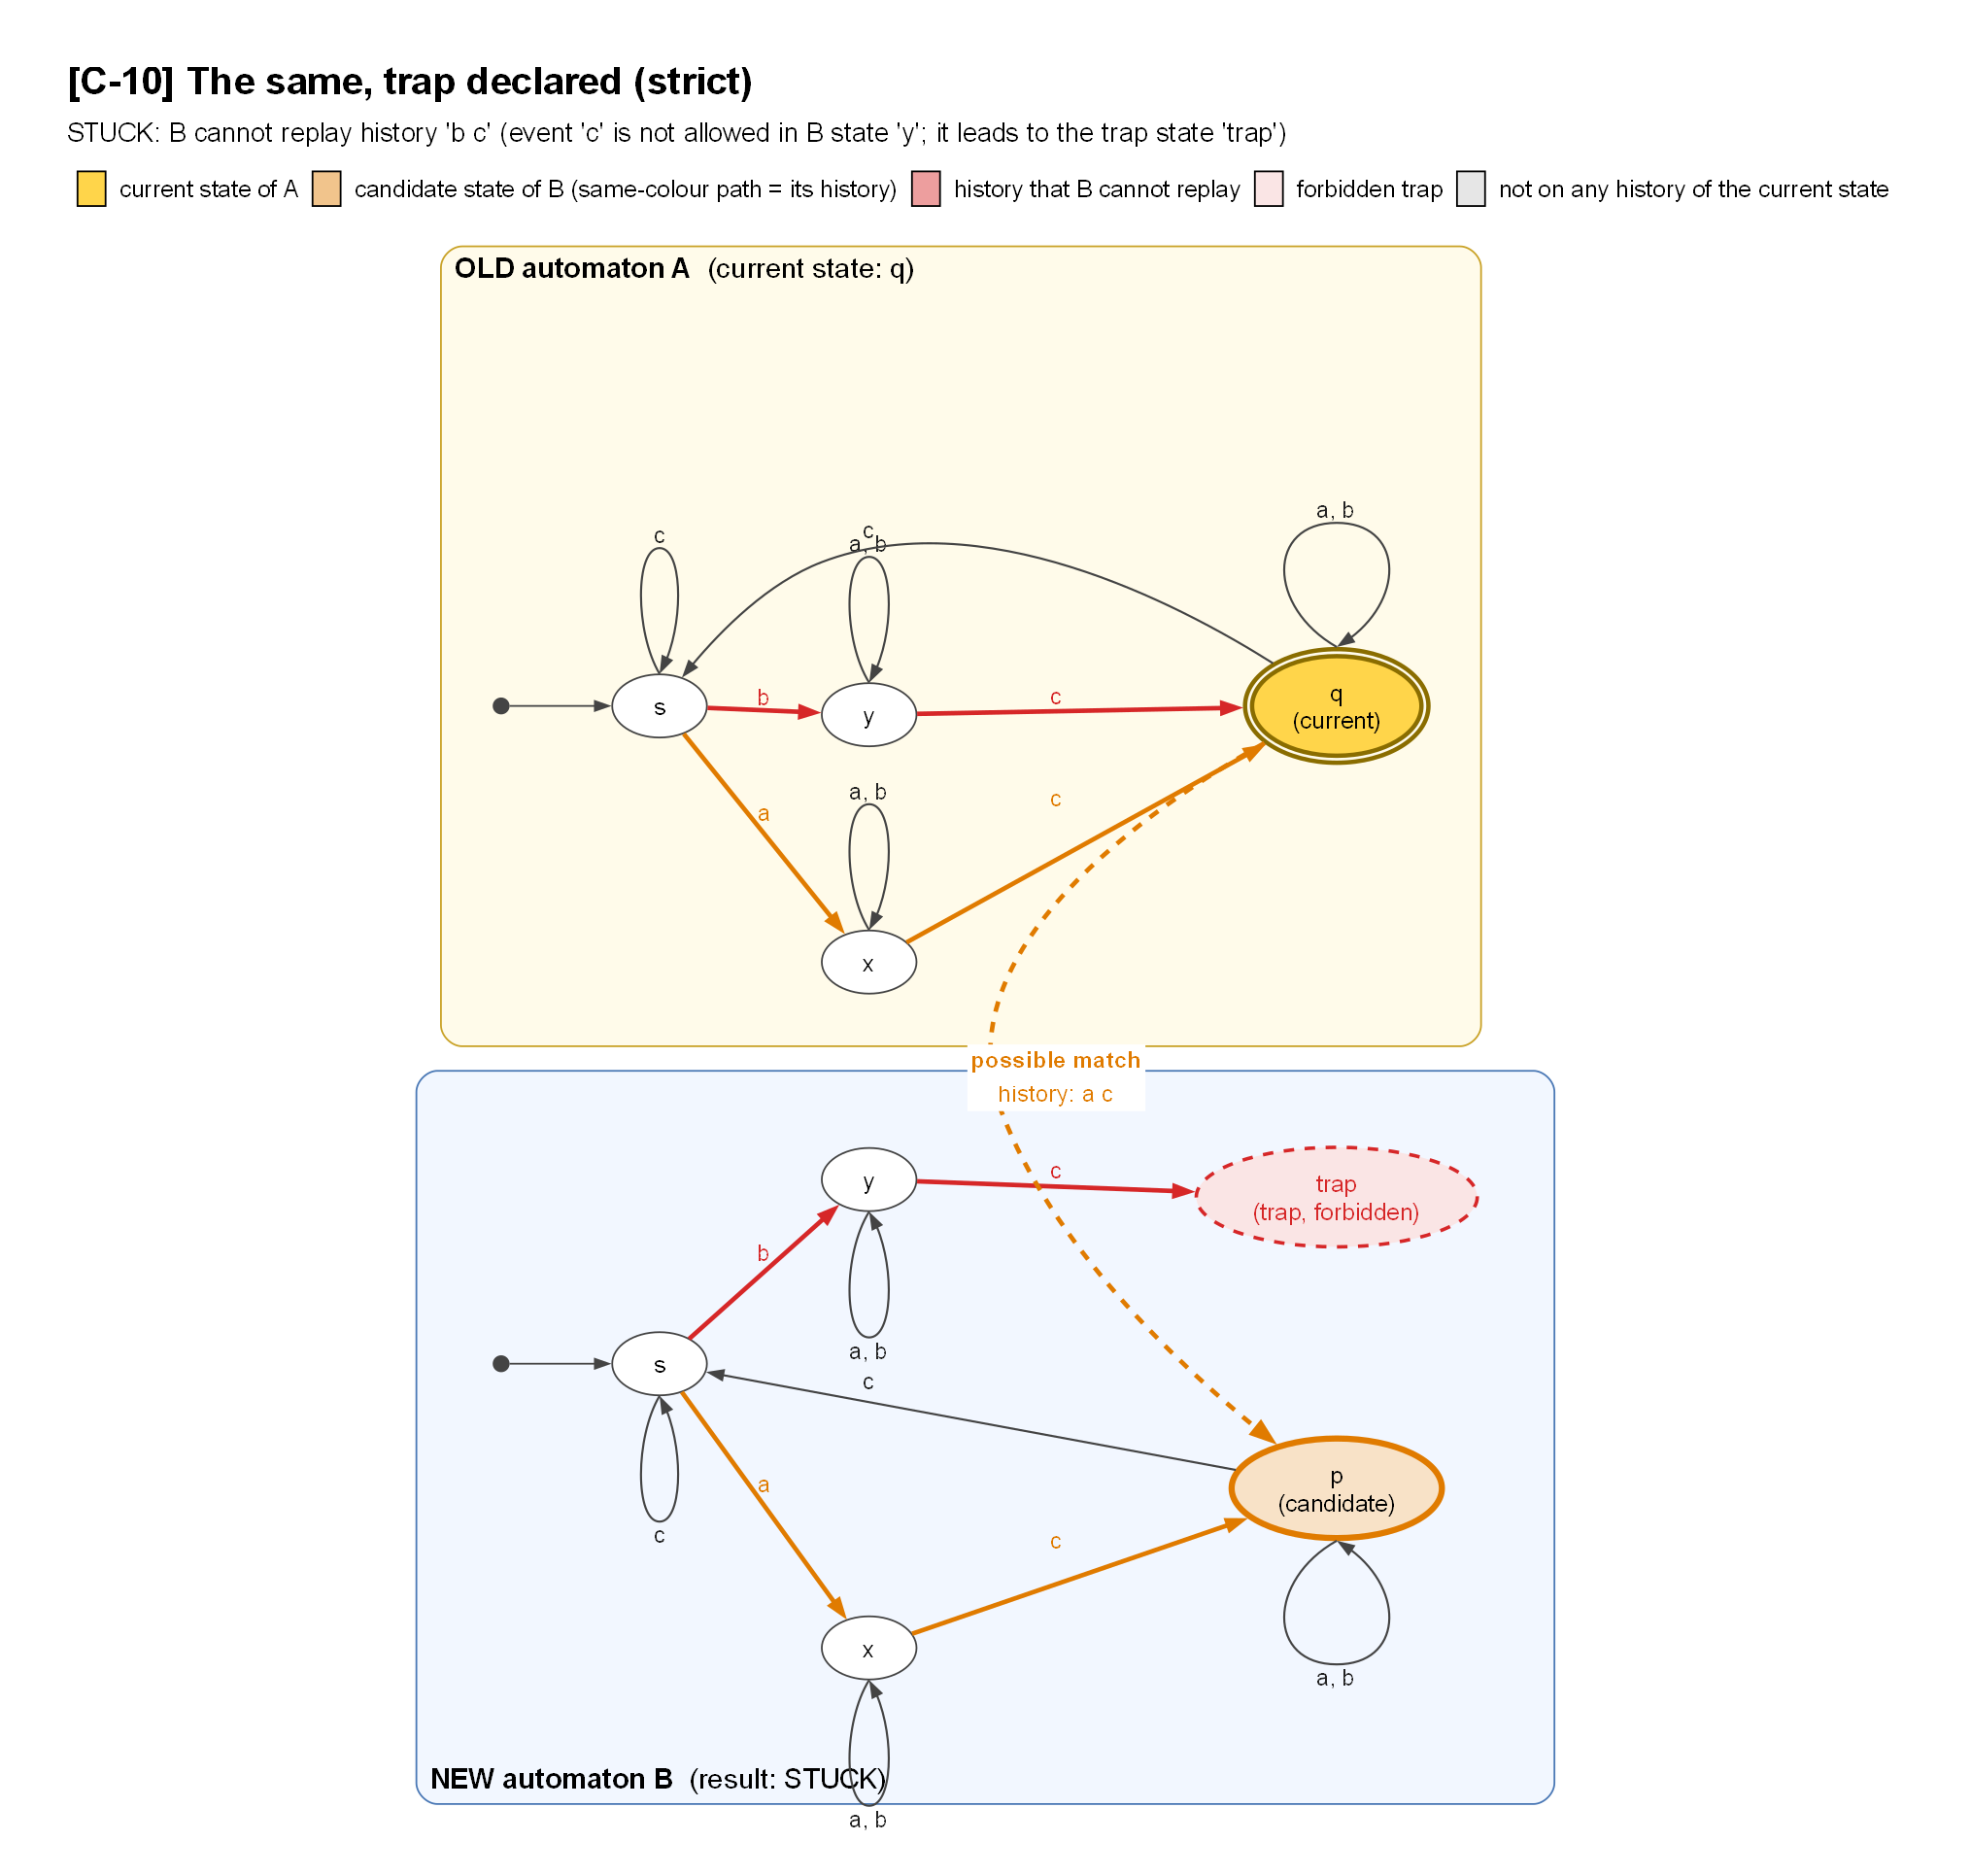 [C-10] The same, trap declared (strict)
STUCK: B cannot replay history 'b c' (event 'c' is not allowed in B state 'y'; it leads to the trap state 'trap')
current state of A
candidate state of B (same-colour path = its history)
history that B cannot replay
forbidden trap
not on any history of the current state
OLD automaton A (current state: q)
a, b
c
c
a, b
s
b
y
c
q
(current)
a
a, b
c
x
possible match
history: a c
y
c
trap
(trap, forbidden)
b
a, b
s
c
a
c
p
(candidate)
c
x
a, b
NEW automaton B (result: STUCK)
a, b